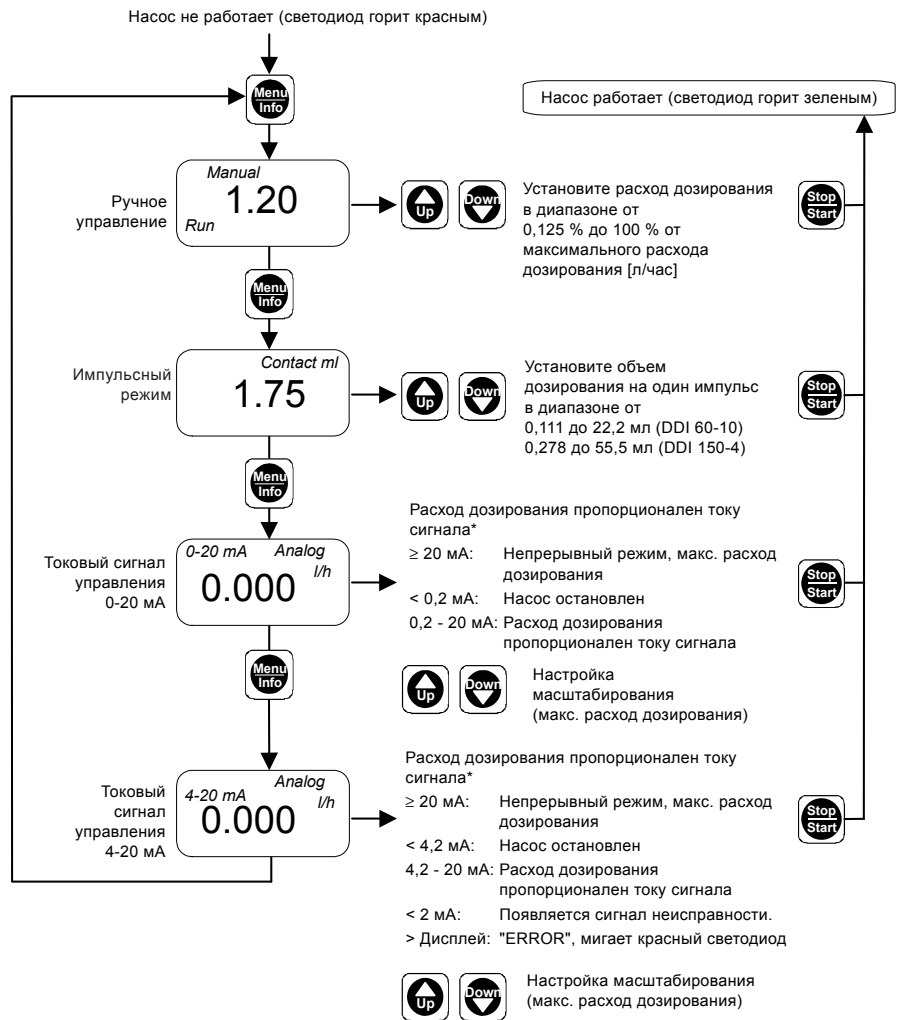 Насос не работает (светодиод горит красным)
Menu
Info
Насос работает (светодиод горит зеленым)
Ручное
управление
Manual
1.20
Run
Up
Down
Установите расход дозирования
в диапазоне от
0,125 % до 100 % от
максимального расхода
дозирования [л/час]
Stop
Start
Menu
Info
Импульсный
режим
Contact ml
1.75
Up
Down
Установите объем
дозирования на один импульс
в диапазоне от
0,111 до 22,2 мл (DDI 60-10)
0,278 до 55,5 мл (DDI 150-4)
Stop
Start
Menu
Info
Токовый сигнал
управления
0-20 мА
0-20 mA Analog
l/h
0.000
Расход дозирования пропорционален току
сигнала*
≥ 20 мА: Непрерывный режим, макс. расход
дозирования
< 0,2 мА: Насос остановлен
0,2 - 20 мА: Расход дозирования
пропорционален току сигнала
Stop
Start
Menu
Info
Up
Down
Настройка
масштабирования
(макс. расход дозирования)
Токовый
сигнал
управления
4-20 мА
4-20 mA Analog
l/h
0.000
Расход дозирования пропорционален току
сигнала*
≥ 20 мА: Непрерывный режим, макс. расход
дозирования
< 4,2 мА: Насос остановлен
4,2 - 20 мА: Расход дозирования
пропорционален току сигнала
< 2 мА: Появляется сигнал неисправности.
> Дисплей: "ERROR", мигает красный светодиод
Stop
Start
Up
Down
Настройка масштабирования
(макс. расход дозирования)